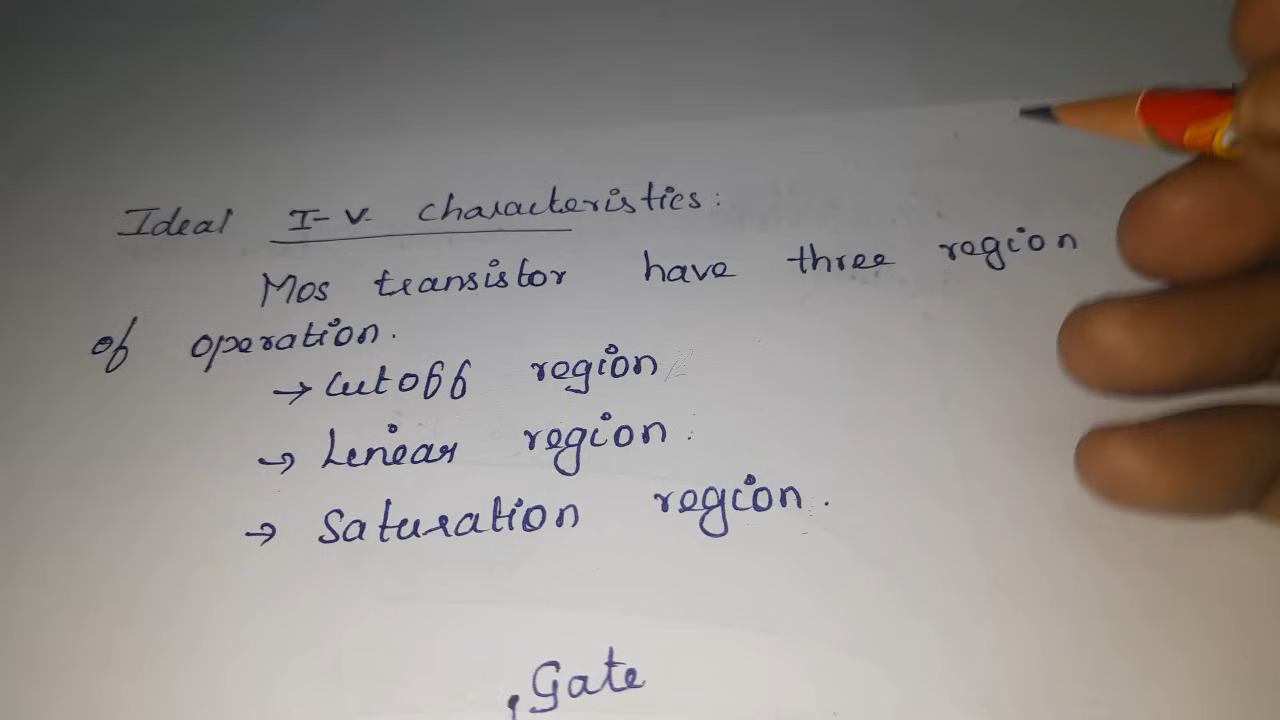 Ideal I-V characteristics:
Mos transistor have three region
of operation.
→ Cutoff region
→ Linear region.
→ Saturation region.
Gate